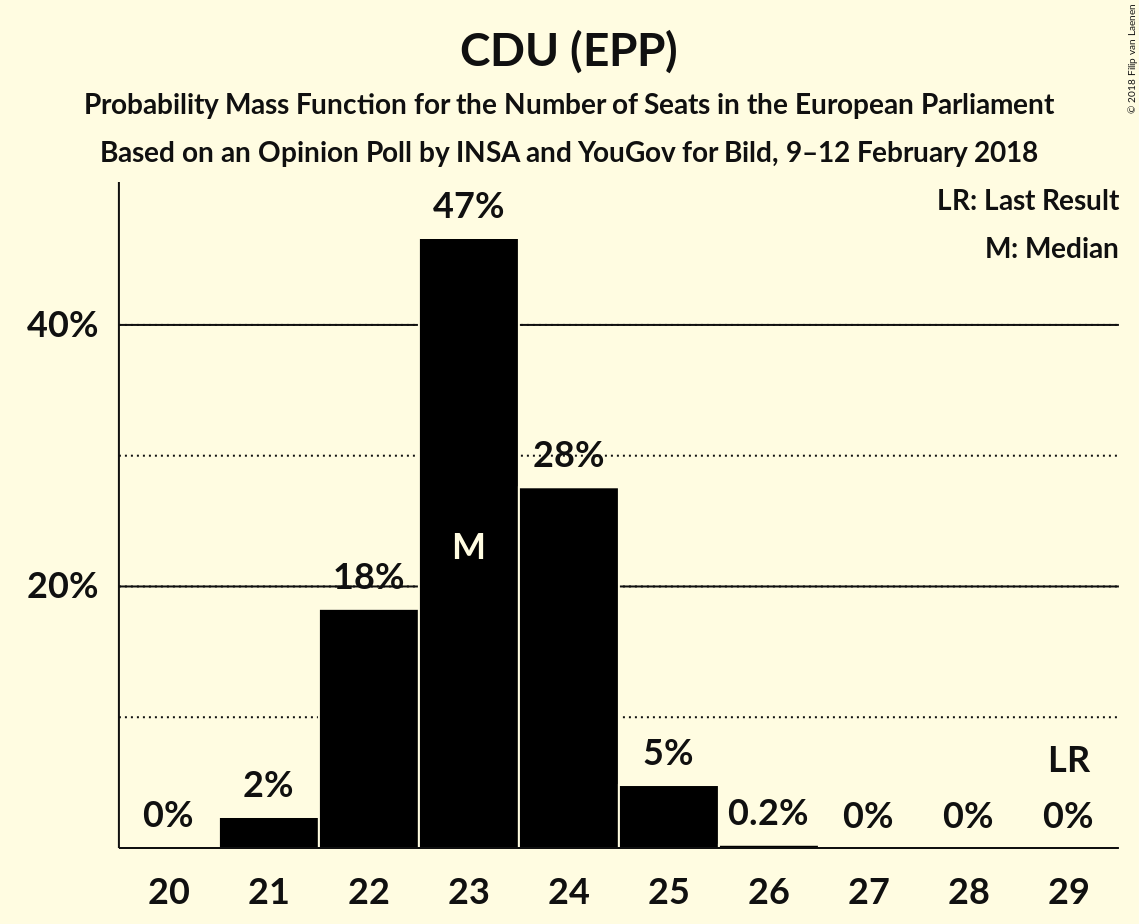 CDU (EPP)
Probability Mass Function for the Number of Seats in the European Parliament
Based on an Opinion Poll by INSA and YouGov for Bild, 9–12 February 2018
© 2018 Filip van Laenen
LR: Last Result
M: Median
47%
40%
28%
M
18%
20%
5%
LR
2%
0%
0.2%
0%
0%
0%
20 21 22 23 24 25 26 27 28 29